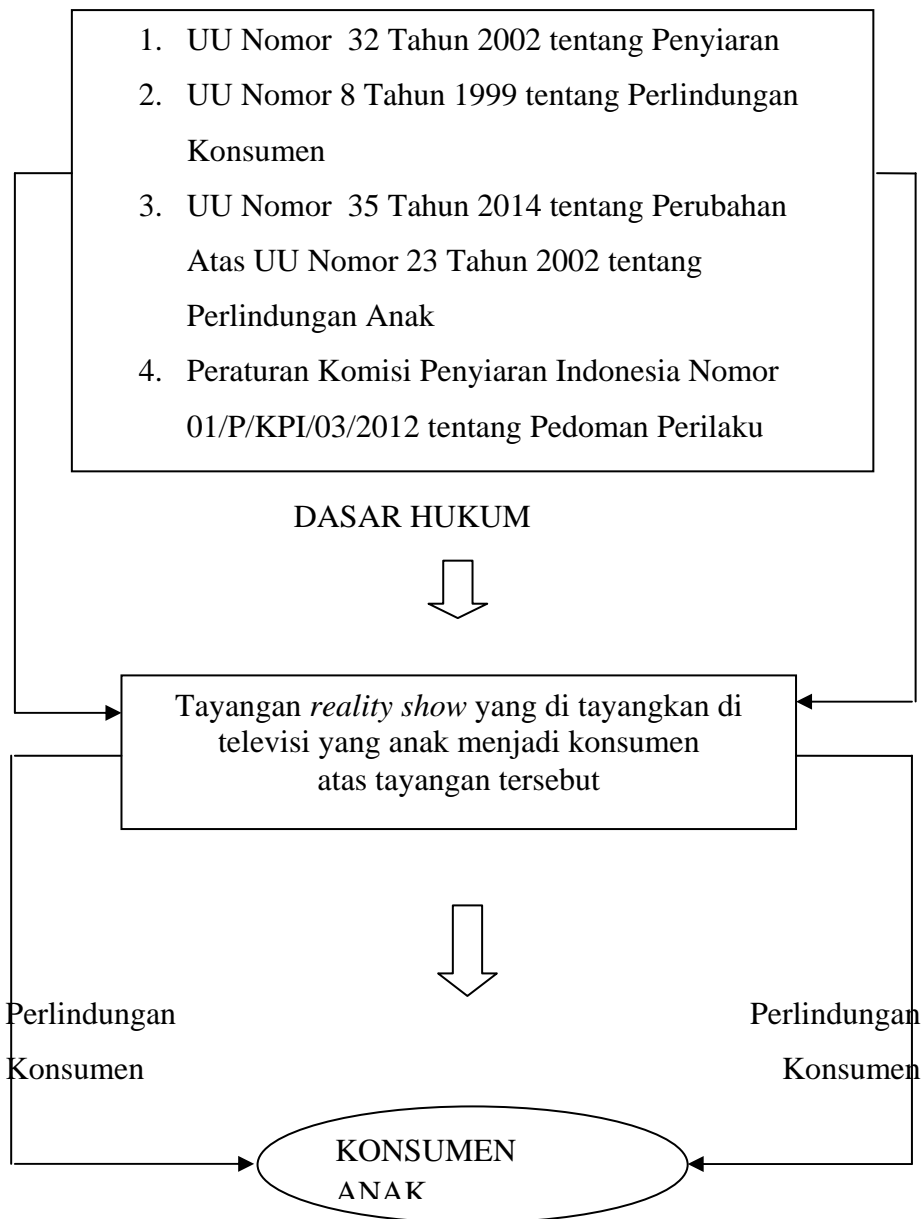 1. UU Nomor 32 Tahun 2002 tentang Penyiaran
2. UU Nomor 8 Tahun 1999 tentang Perlindungan
Konsumen
3. UU Nomor 35 Tahun 2014 tentang Perubahan
Atas UU Nomor 23 Tahun 2002 tentang
Perlindungan Anak
4. Peraturan Komisi Penyiaran Indonesia Nomor
01/P/KPI/03/2012 tentang Pedoman Perilaku
DASAR HUKUM
Tayangan reality show yang di tayangkan di
televisi yang anak menjadi konsumen
atas tayangan tersebut
Perlindungan
Konsumen
Perlindungan
Konsumen
KONSUMEN
ANAK